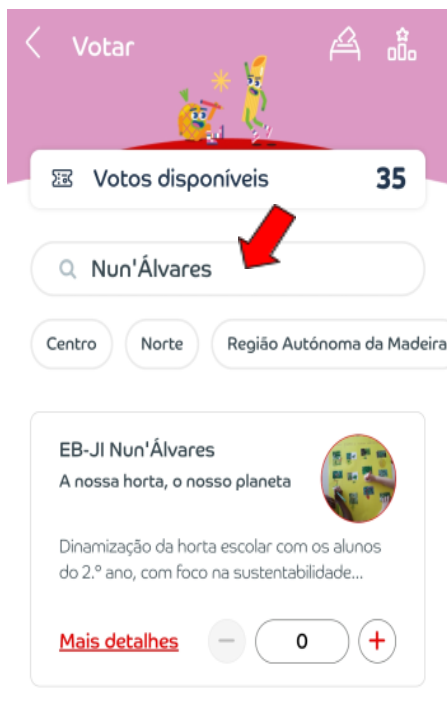 Votar
Votos disponíveis 35
Nun'Álvares
Centro Norte Região Autónoma da Madeira
EB-JI Nun'Álvares
A nossa horta, o nosso planeta
Dinamização da horta escolar com os alunos
do 2.º ano, com foco na sustentabilidade...
Mais detalhes − 0 +